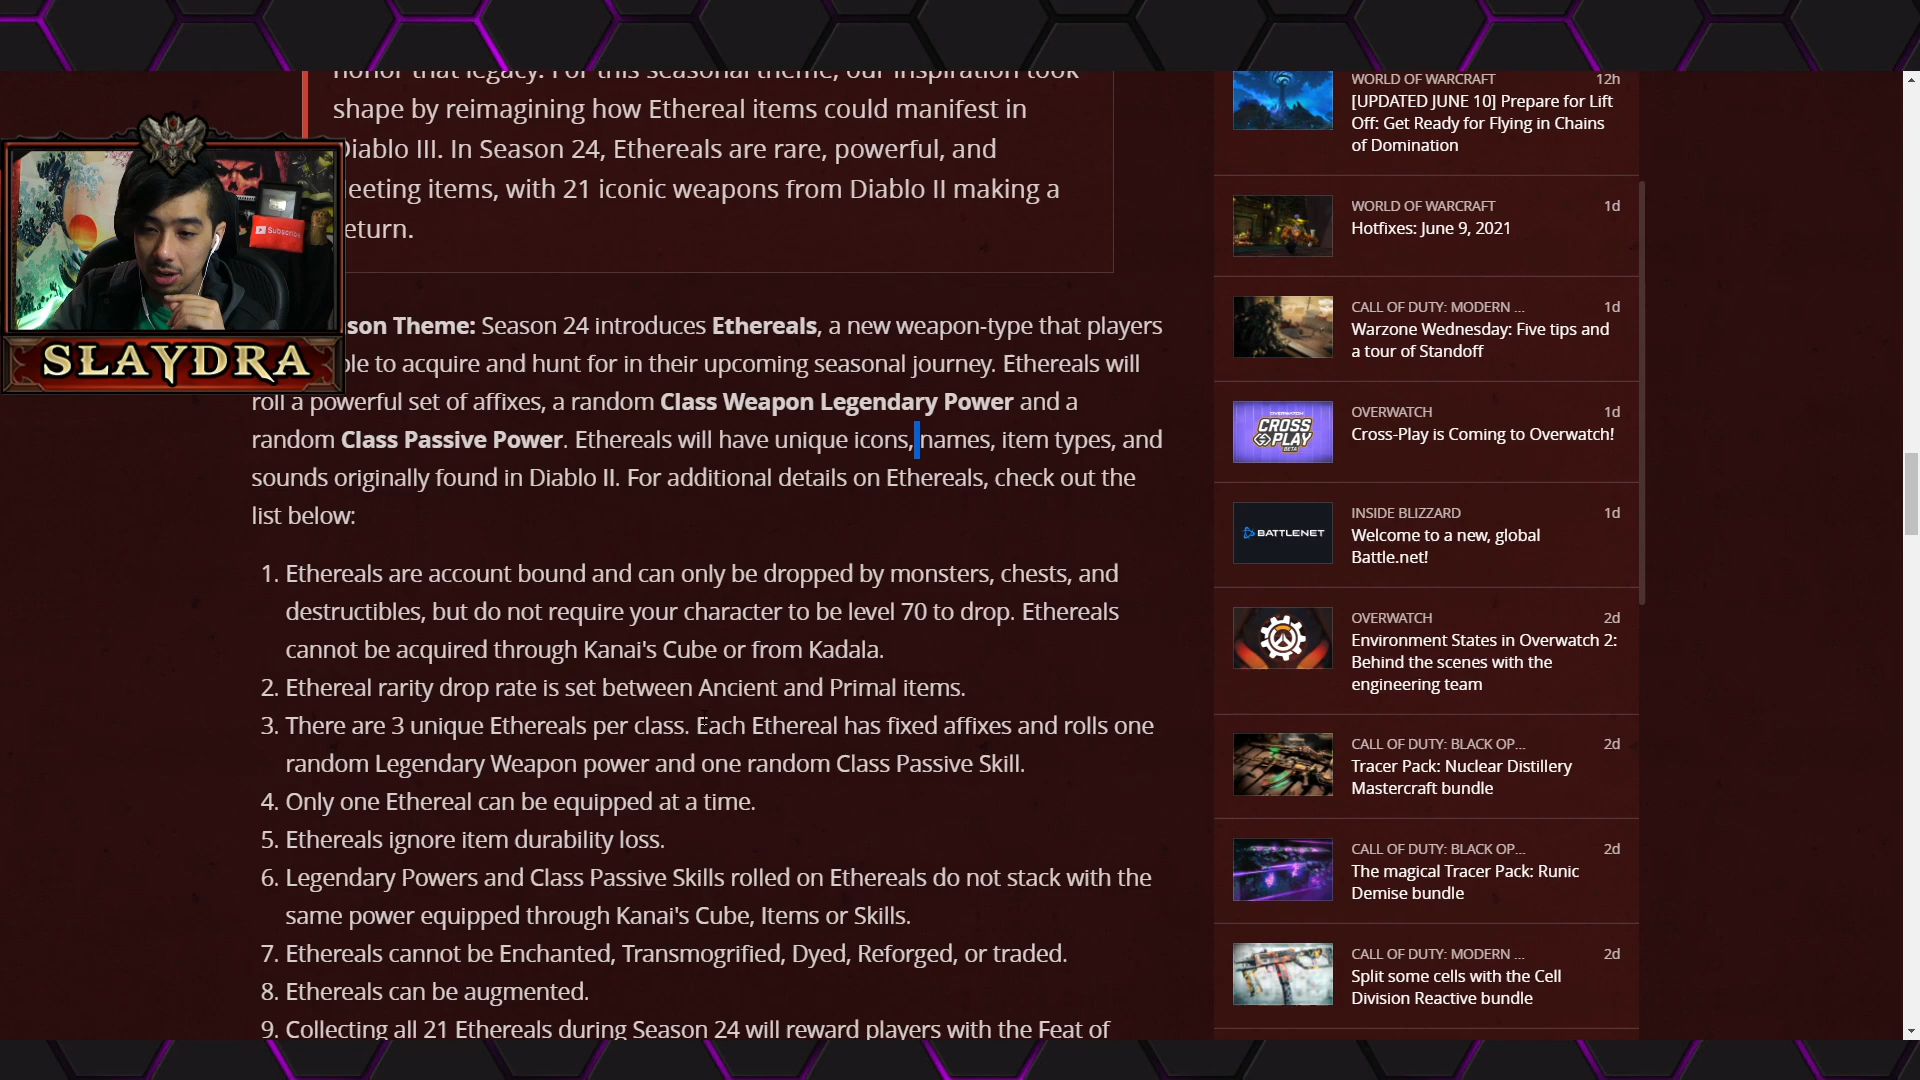 honor that legacy. For this seasonal theme, our inspiration took
shape by reimagining how Ethereal items could manifest in
Diablo III. In Season 24, Ethereals are rare, powerful, and
leeting items, with 21 iconic weapons from Diablo II making a
eturn.
son Theme: Season 24 introduces Ethereals, a new weapon-type that players
ble to acquire and hunt for in their upcoming seasonal journey. Ethereals will
roll a powerful set of affixes, a random Class Weapon Legendary Power and a
random Class Passive Power. Ethereals will have unique icons, names, item types, and
sounds originally found in Diablo II. For additional details on Ethereals, check out the
list below:
1. Ethereals are account bound and can only be dropped by monsters, chests, and
destructibles, but do not require your character to be level 70 to drop. Ethereals
cannot be acquired through Kanai's Cube or from Kadala.
2. Ethereal rarity drop rate is set between Ancient and Primal items.
3. There are 3 unique Ethereals per class. Each Ethereal has fixed affixes and rolls one
random Legendary Weapon power and one random Class Passive Skill.
4. Only one Ethereal can be equipped at a time.
5. Ethereals ignore item durability loss.
6. Legendary Powers and Class Passive Skills rolled on Ethereals do not stack with the
same power equipped through Kanai's Cube, Items or Skills.
7. Ethereals cannot be Enchanted, Transmogrified, Dyed, Reforged, or traded.
8. Ethereals can be augmented.
9. Collecting all 21 Ethereals during Season 24 will reward players with the Feat of
Subscribe
SLAYDRA
WORLD OF WARCRAFT 12h
[UPDATED JUNE 10] Prepare for Lift
Off: Get Ready for Flying in Chains
of Domination
WORLD OF WARCRAFT 1d
Hotfixes: June 9, 2021
CALL OF DUTY: MODERN ... 1d
Warzone Wednesday: Five tips and
a tour of Standoff
OVERWATCH
CROSS
PLAY
BETA
OVERWATCH 1d
Cross-Play is Coming to Overwatch!
BATTLENET
INSIDE BLIZZARD 1d
Welcome to a new, global
Battle.net!
OVERWATCH 2d
Environment States in Overwatch 2:
Behind the scenes with the
engineering team
CALL OF DUTY: BLACK OP... 2d
Tracer Pack: Nuclear Distillery
Mastercraft bundle
CALL OF DUTY: BLACK OP... 2d
The magical Tracer Pack: Runic
Demise bundle
CALL OF DUTY: MODERN ... 2d
Split some cells with the Cell
Division Reactive bundle